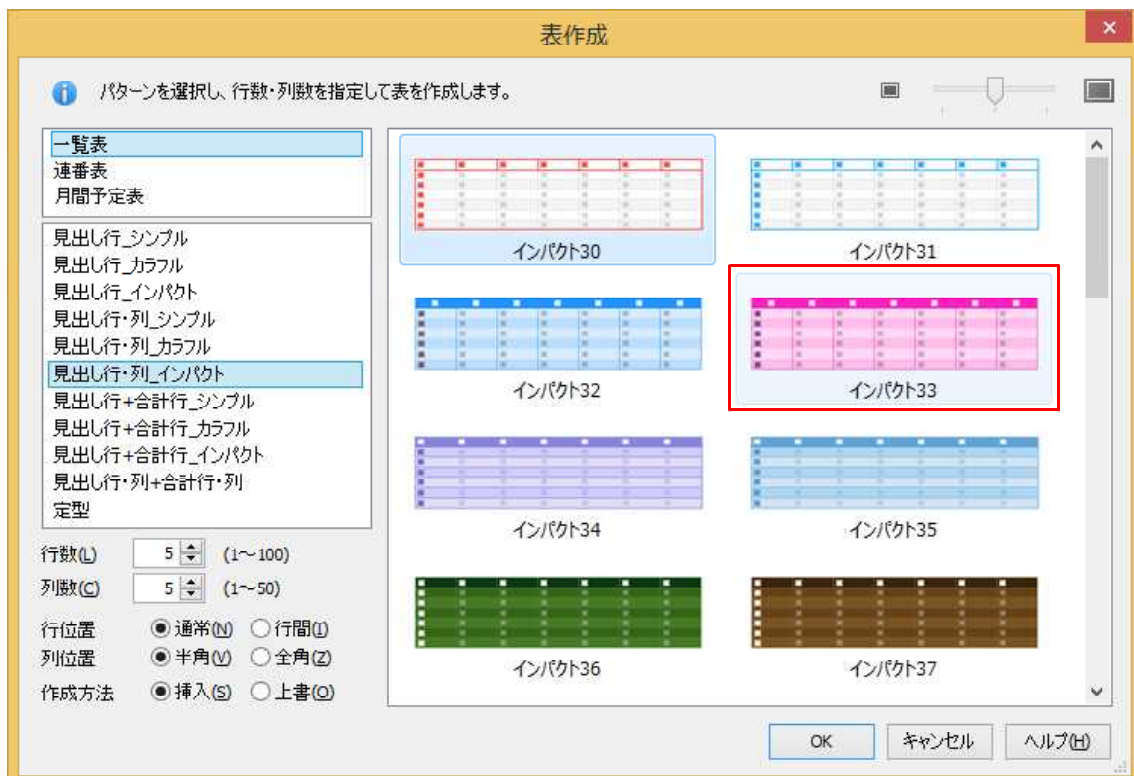 表作成
パターンを選択し、行数・列数を指定して表を作成します。
一覧表
連番表
月間予定表
見出し行_シンプル
見出し行_カラフル
見出し行_インパクト
見出し行・列_シンプル
見出し行・列_カラフル
見出し行・列_インパクト
見出し行+合計行_シンプル
見出し行+合計行_カラフル
見出し行+合計行_インパクト
見出し行・列+合計行・列
定型
行数(L) 5 (1～100)
列数(C) 5 (1～50)
行位置 通常(N) 行間(I)
列位置 半角(V) 全角(Z)
作成方法 挿入(S) 上書(O)
インパクト30 インパクト31
インパクト32 インパクト33
インパクト34 インパクト35
インパクト36 インパクト37
OK キャンセル ヘルプ(H)